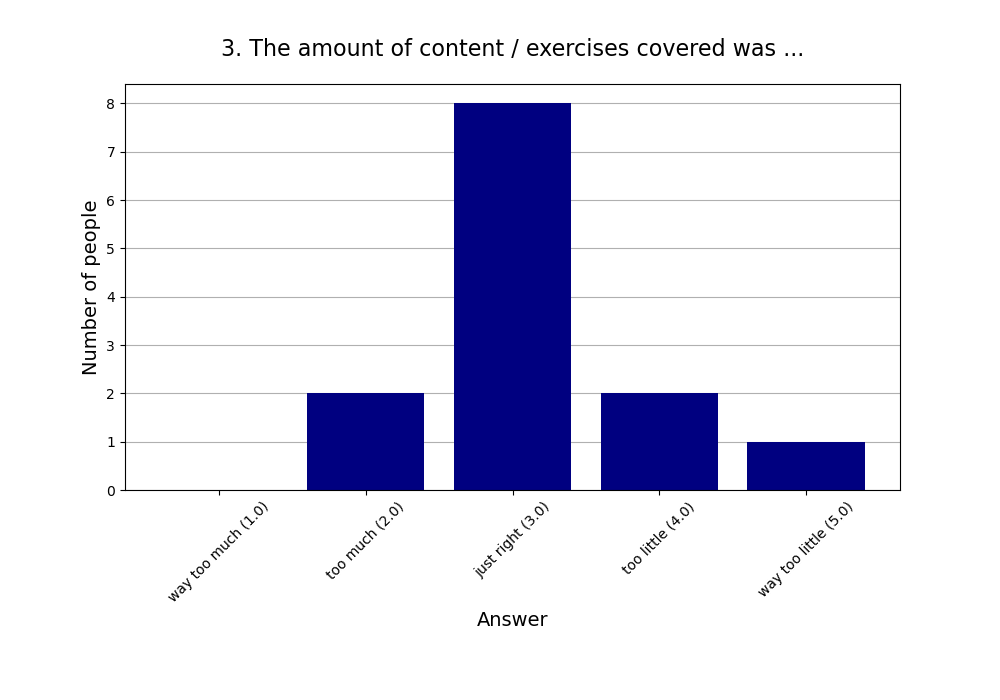 3. The amount of content / exercises covered was ...
Number of people
8
7
6
5
4
3
2
1
0
way too much (1.0)
too much (2.0)
just right (3.0)
too little (4.0)
way too little (5.0)
Answer